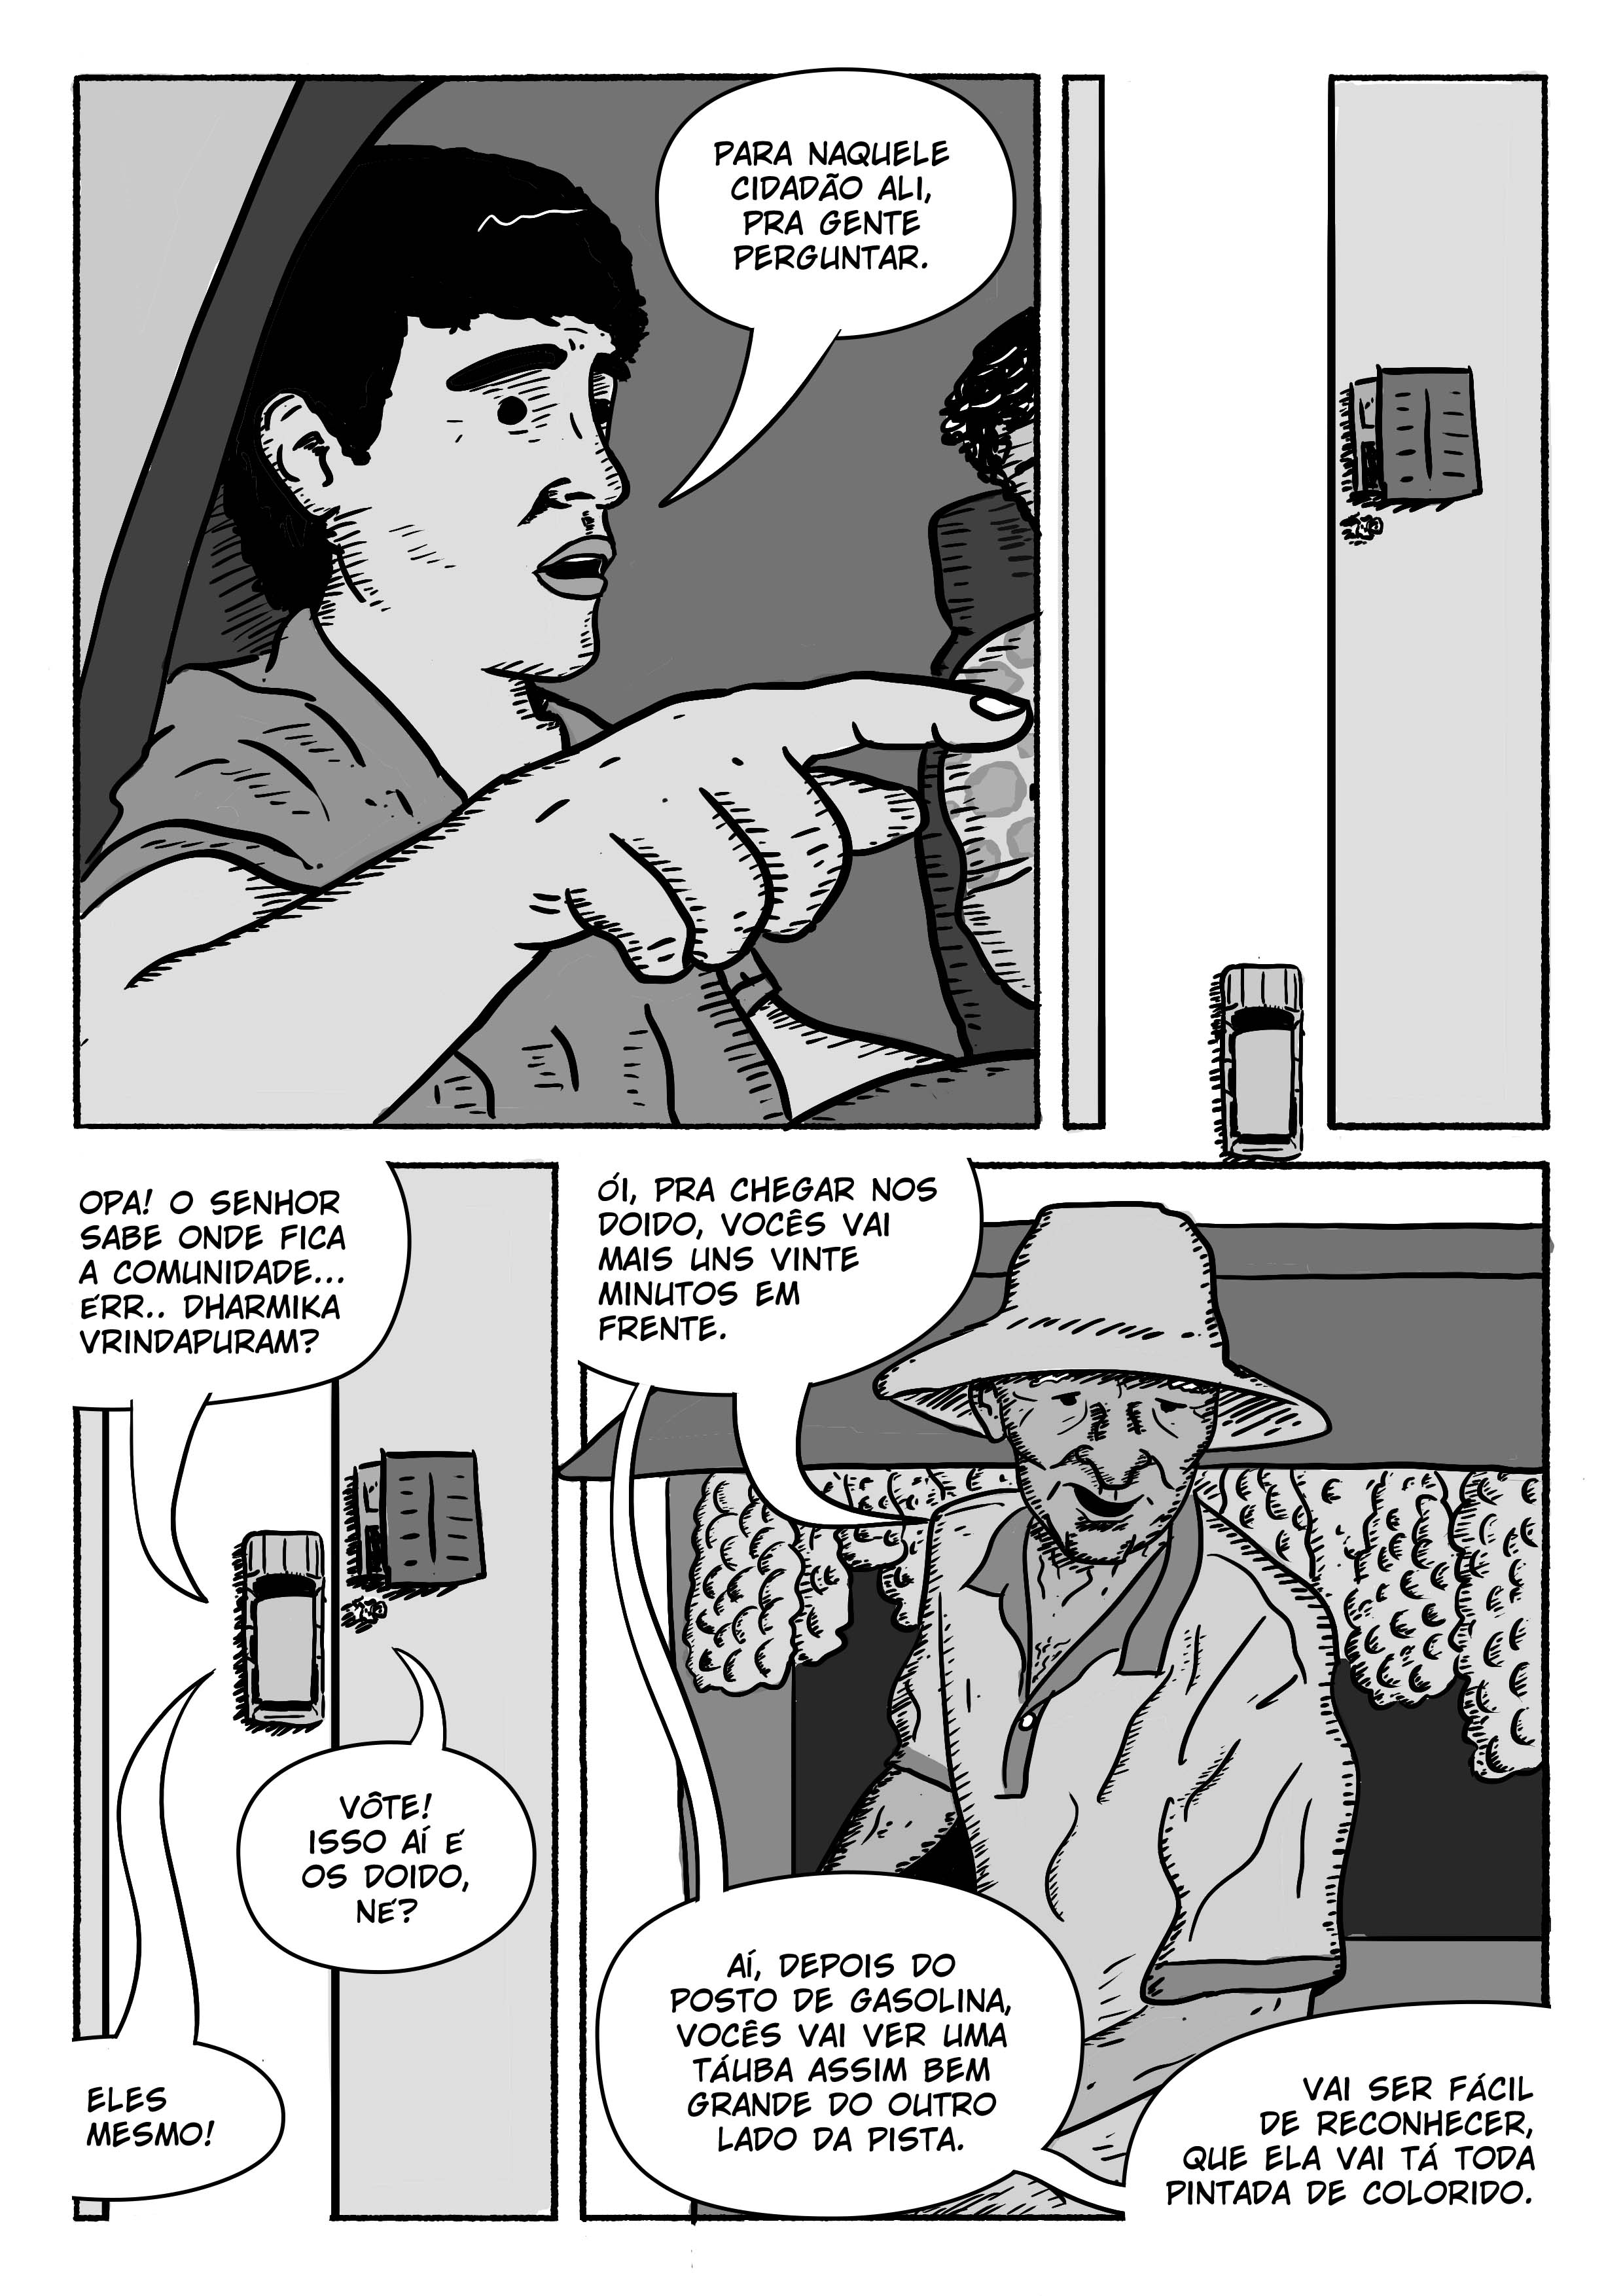 PARA NAQUELE
CIDADÃO ALI,
PRA GENTE
PERGUNTAR.
OPA! O SENHOR
SABE ONDE FICA
A COMUNIDADE...
ÉRR.. DHARMIKA
VRINDAPURAM?
VÔTE!
ISSO AÍ É
OS DOIDO,
NÉ?
ELES
MESMO!
ÓI, PRA CHEGAR NOS
DOIDO, VOCÊS VAI
MAIS UNS VINTE
MINUTOS EM
FRENTE.
AÍ, DEPOIS DO
POSTO DE GASOLINA,
VOCÊS VAI VER UMA
TÁUBA ASSIM BEM
GRANDE DO OUTRO
LADO DA PISTA.
VAI SER FÁCIL
DE RECONHECER,
QUE ELA VAI TÁ TODA
PINTADA DE COLORIDO.